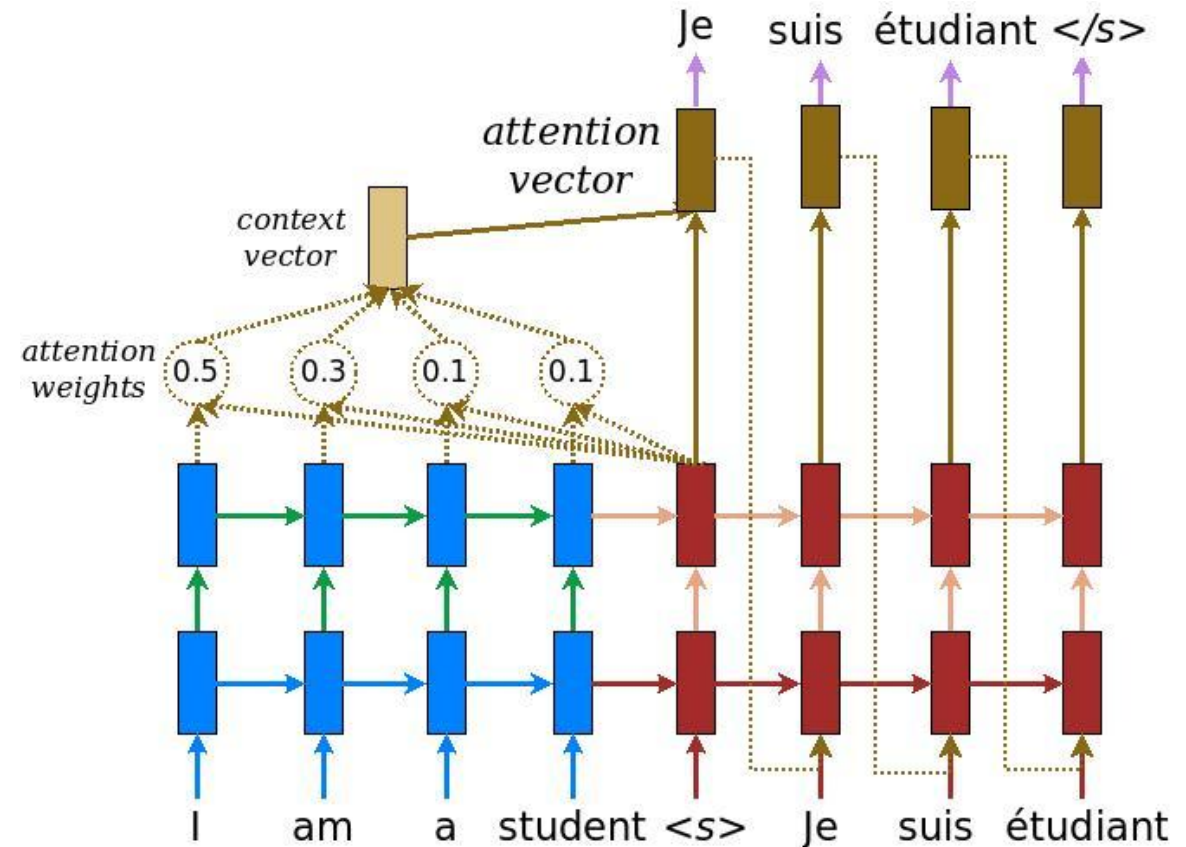 Je suis étudiant </s>
attention
vector
context
vector
attention
weights
0.5 0.3 0.1 0.1
I am a student <s> Je suis étudiant